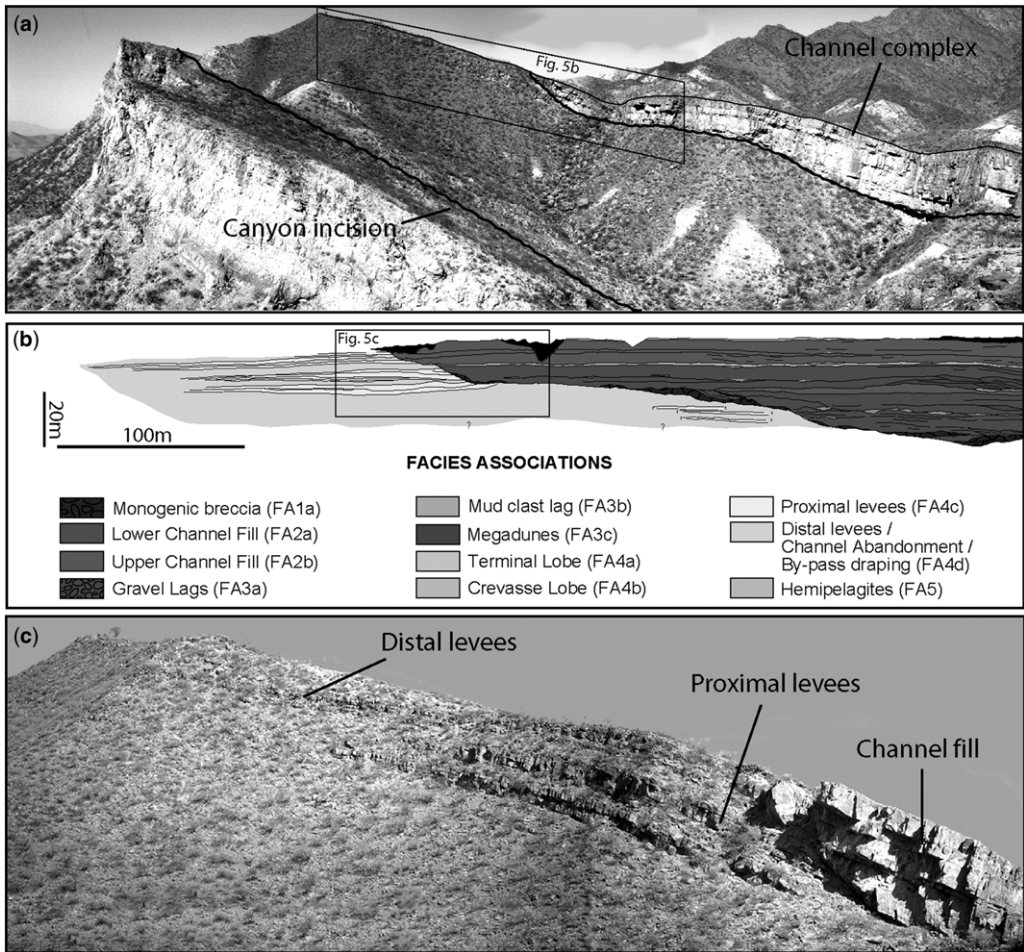 (a)
Fig. 5b
Channel complex
Canyon incision
(b)
Fig. 5c
20m
100m
?
?
FACIES ASSOCIATIONS
Monogenic breccia (FA1a)
Lower Channel Fill (FA2a)
Upper Channel Fill (FA2b)
Gravel Lags (FA3a)
Mud clast lag (FA3b)
Megadunes (FA3c)
Terminal Lobe (FA4a)
Crevasse Lobe (FA4b)
Proximal levees (FA4c)
Distal levees /
Channel Abandonment /
By-pass draping (FA4d)
Hemipelagites (FA5)
(c)
Distal levees
Proximal levees
Channel fill